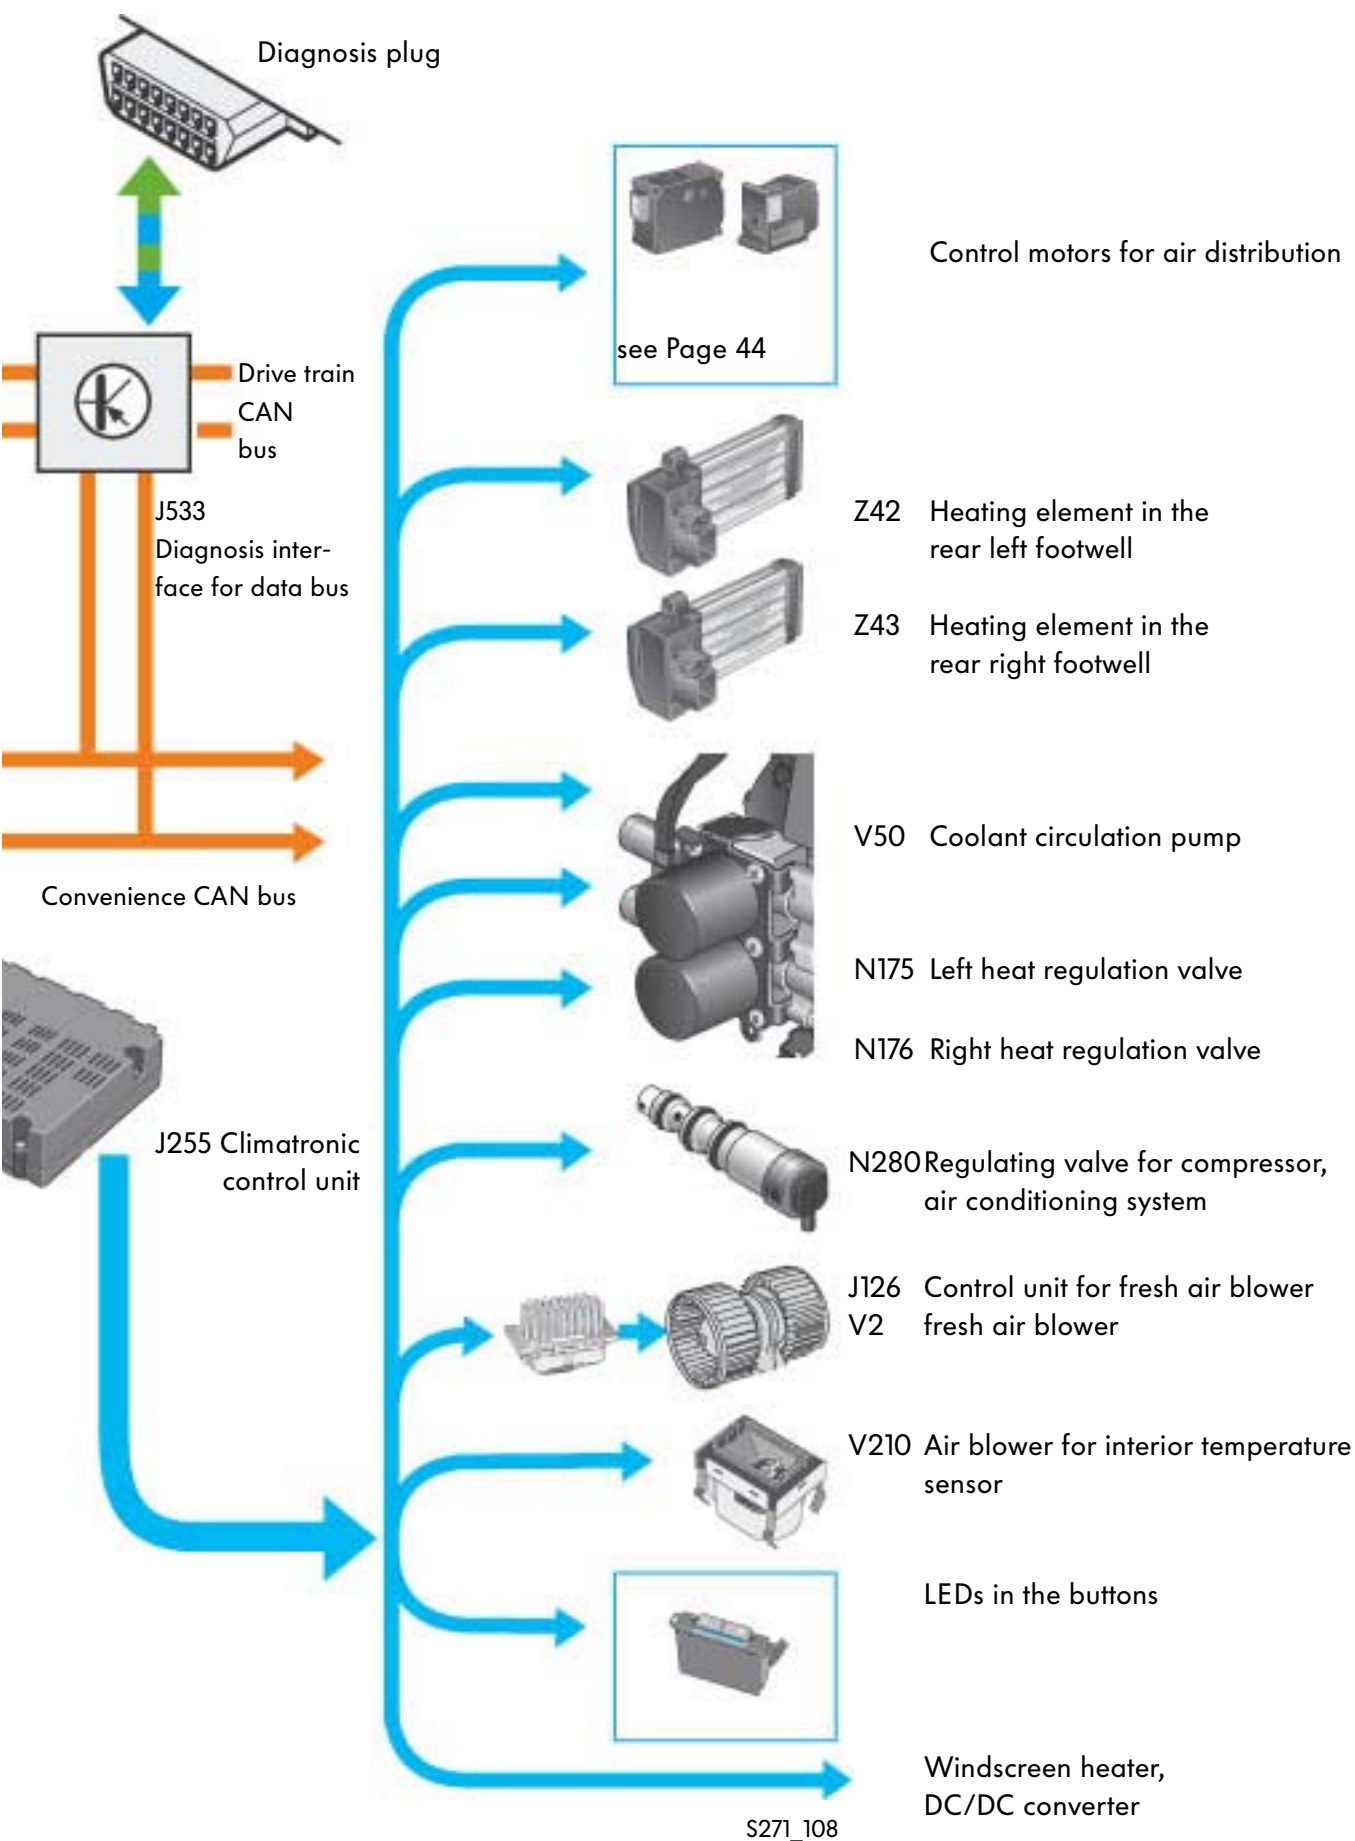 Diagnosis plug
Control motors for air distribution
see Page 44
Drive train
CAN
bus
J533
Diagnosis inter-
face for data bus
Z42 Heating element in the
rear left footwell
Z43 Heating element in the
rear right footwell
V50 Coolant circulation pump
Convenience CAN bus
N175 Left heat regulation valve
N176 Right heat regulation valve
J255 Climatronic
control unit
N280 Regulating valve for compressor,
air conditioning system
J126 Control unit for fresh air blower
V2 fresh air blower
V210 Air blower for interior temperature
sensor
LEDs in the buttons
Windscreen heater,
DC/DC converter
S271_108